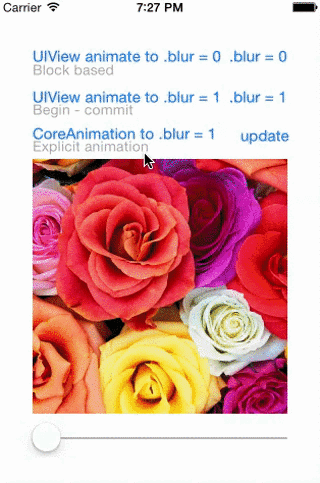 Carrier 7:27 PM
UIView animate to .blur = 0 .blur = 0
Block based
UIView animate to .blur = 1 .blur = 1
Begin - commit
CoreAnimation to .blur = 1 update
Explicit animation